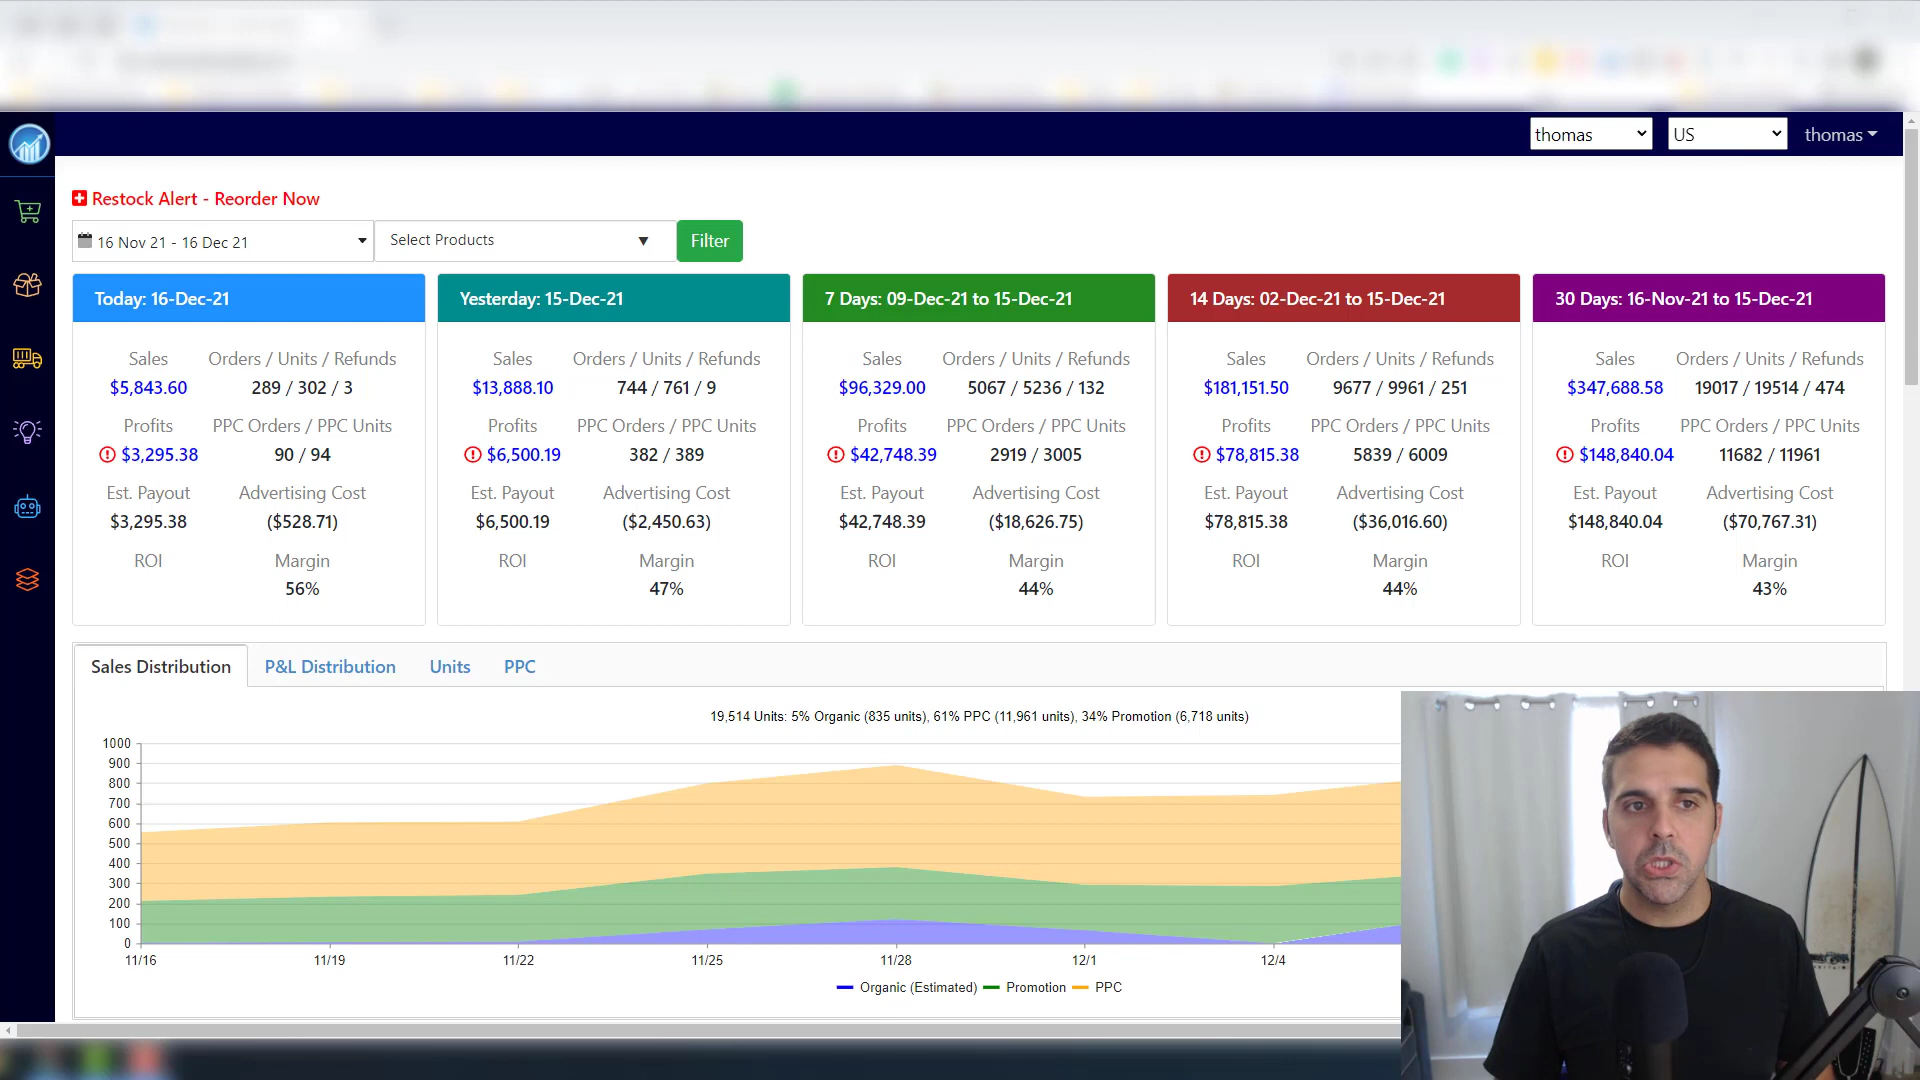 thomas US thomas
Restock Alert - Reorder Now
16 Nov 21 - 16 Dec 21 Select Products Filter
Today: 16-Dec-21
Sales Orders / Units / Refunds
$5,843.60 289 / 302 / 3
Profits PPC Orders / PPC Units
$3,295.38 90 / 94
Est. Payout Advertising Cost
$3,295.38 ($528.71)
ROI Margin
56%
Yesterday: 15-Dec-21
Sales Orders / Units / Refunds
$13,888.10 744 / 761 / 9
Profits PPC Orders / PPC Units
$6,500.19 382 / 389
Est. Payout Advertising Cost
$6,500.19 ($2,450.63)
ROI Margin
47%
7 Days: 09-Dec-21 to 15-Dec-21
Sales Orders / Units / Refunds
$96,329.00 5067 / 5236 / 132
Profits PPC Orders / PPC Units
$42,748.39 2919 / 3005
Est. Payout Advertising Cost
$42,748.39 ($18,626.75)
ROI Margin
44%
14 Days: 02-Dec-21 to 15-Dec-21
Sales Orders / Units / Refunds
$181,151.50 9677 / 9961 / 251
Profits PPC Orders / PPC Units
$78,815.38 5839 / 6009
Est. Payout Advertising Cost
$78,815.38 ($36,016.60)
ROI Margin
44%
30 Days: 16-Nov-21 to 15-Dec-21
Sales Orders / Units / Refunds
$347,688.58 19017 / 19514 / 474
Profits PPC Orders / PPC Units
$148,840.04 11682 / 11961
Est. Payout Advertising Cost
$148,840.04 ($70,767.31)
ROI Margin
43%
Sales Distribution P&L Distribution Units PPC
19,514 Units: 5% Organic (835 units), 61% PPC (11,961 units), 34% Promotion (6,718 units)
1000
900
800
700
600
500
400
300
200
100
0
11/16 11/19 11/22 11/25 11/28 12/1 12/4
Organic (Estimated) Promotion PPC